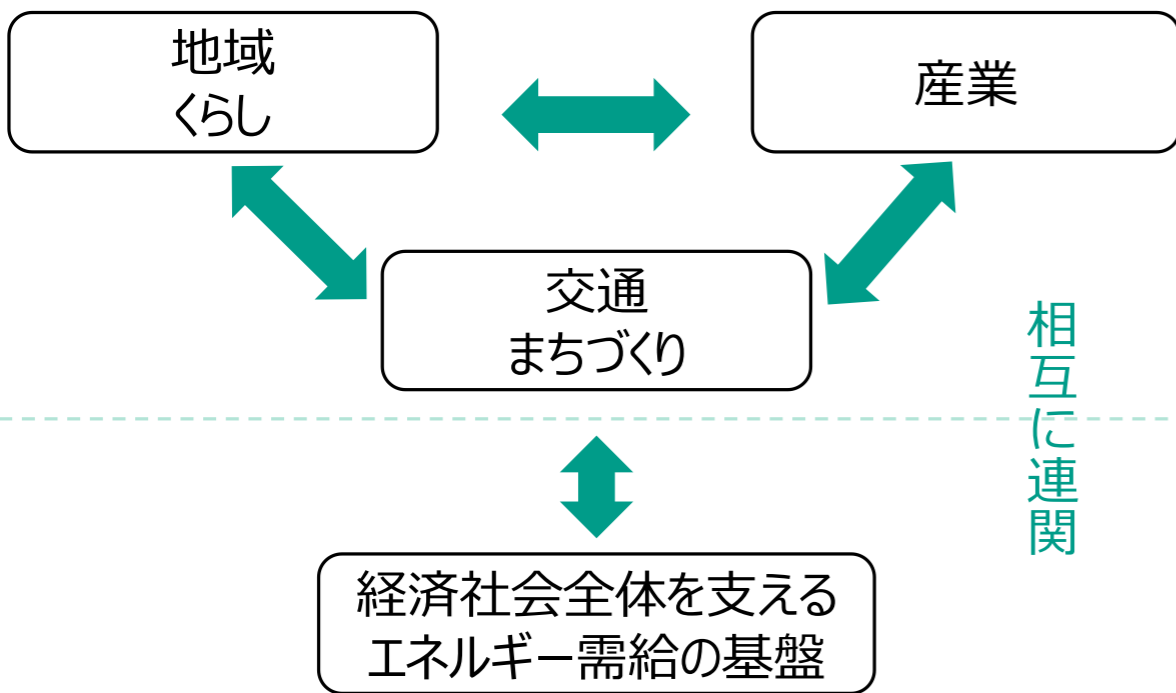 地域
くらし
産業
交通
まちづくり
相互に連関
経済社会全体を支える
エネルギー需給の基盤